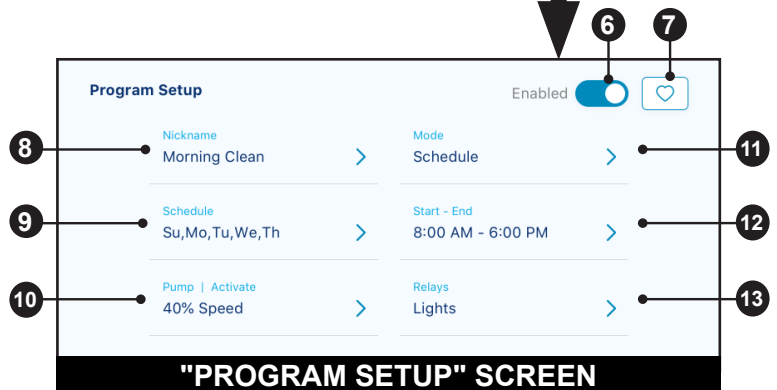 6 7
Program Setup Enabled
8 Nickname Mode 11
Morning Clean Schedule
9 Schedule Start - End 12
Su,Mo,Tu,We,Th 8:00 AM - 6:00 PM
10 Pump | Activate Relays 13
40% Speed Lights
"PROGRAM SETUP" SCREEN